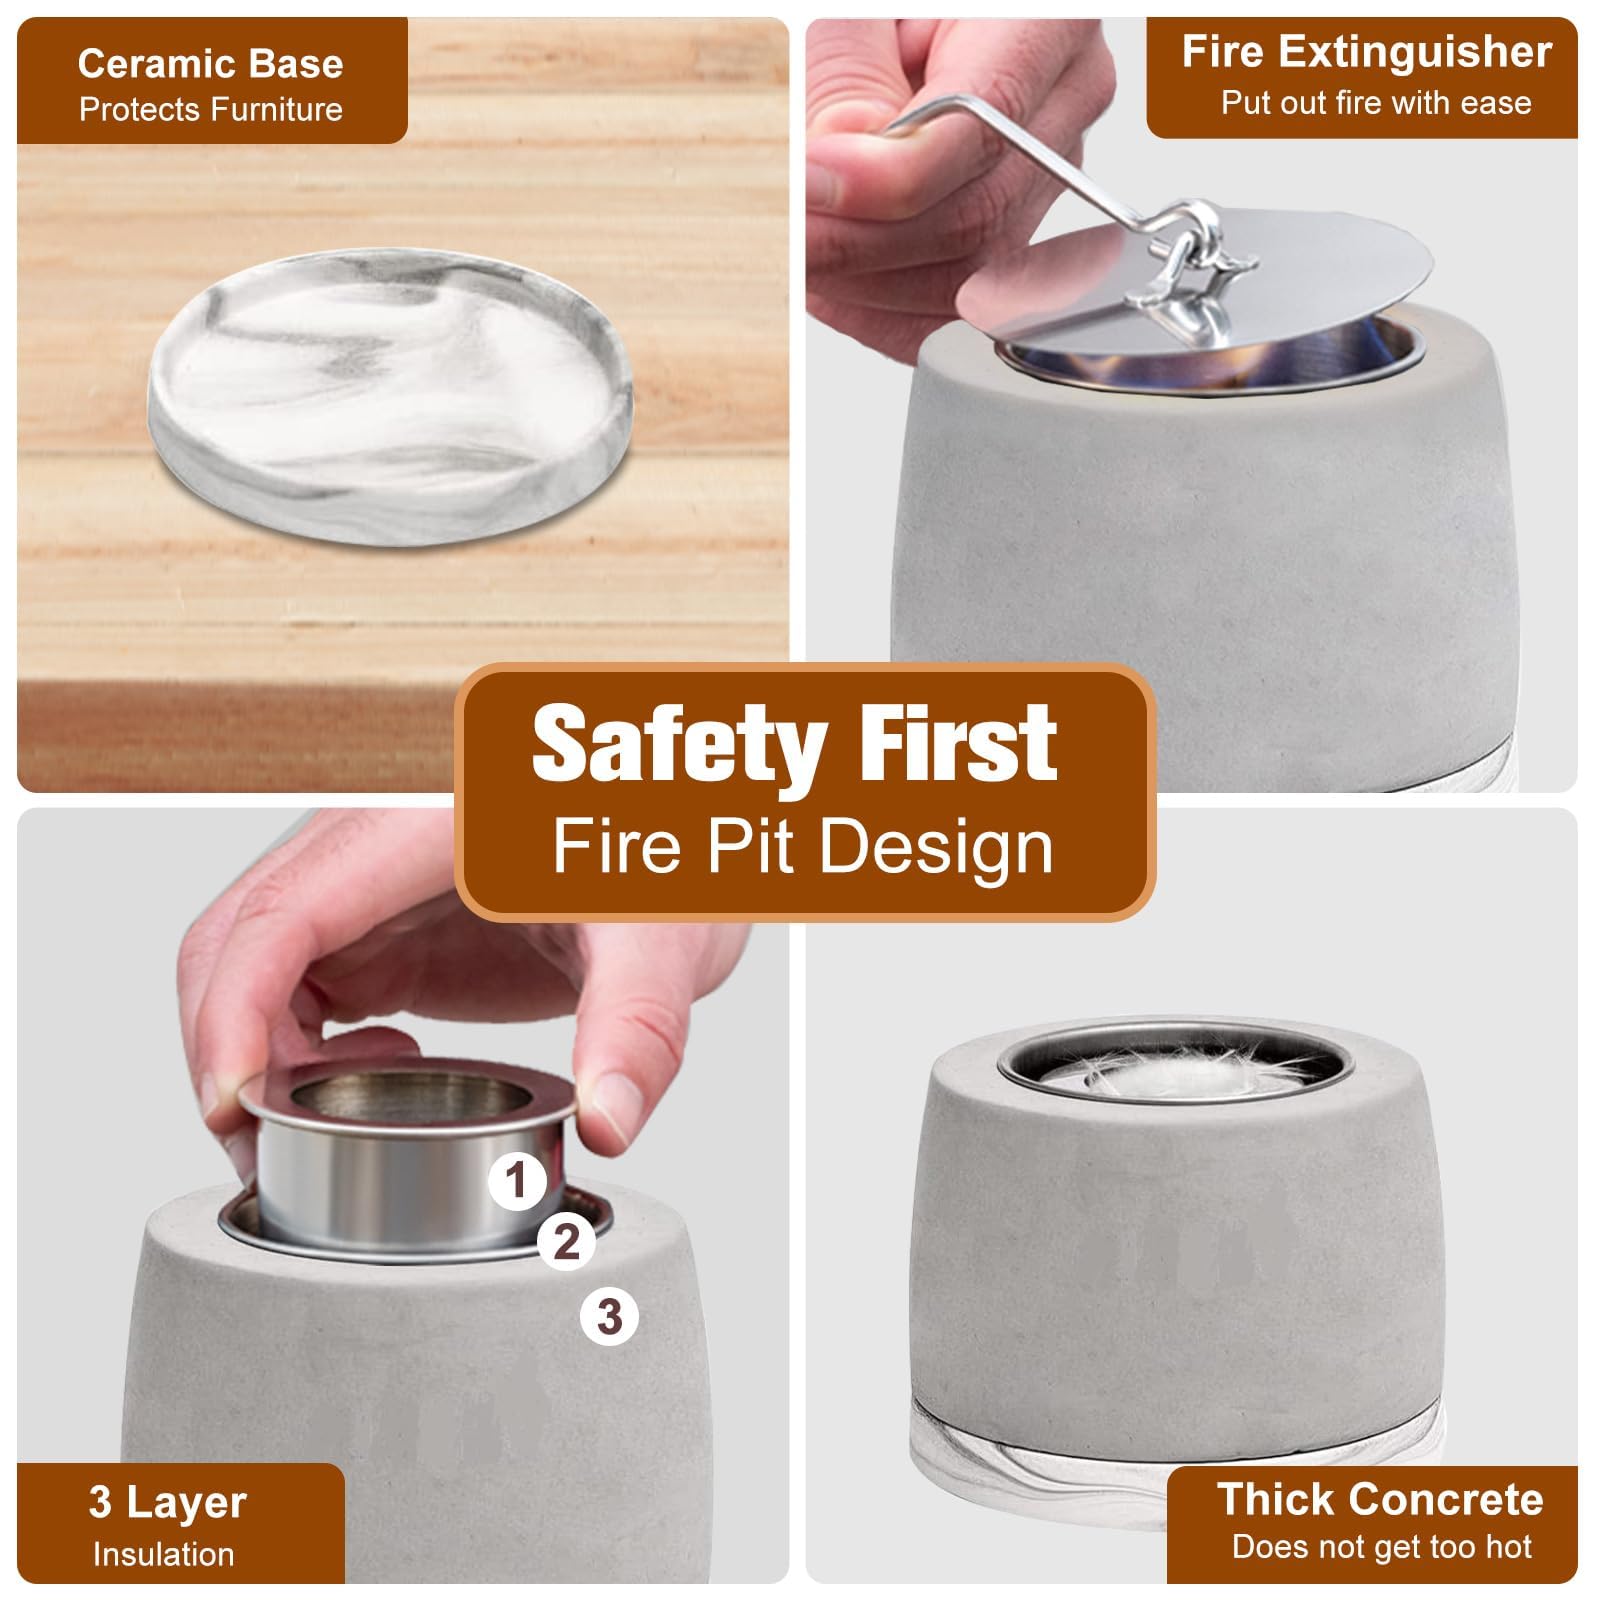 Ceramic Base
Protects Furniture
Fire Extinguisher
Put out fire with ease
Safety First
Fire Pit Design
1
2
3
3 Layer
Insulation
Thick Concrete
Does not get too hot